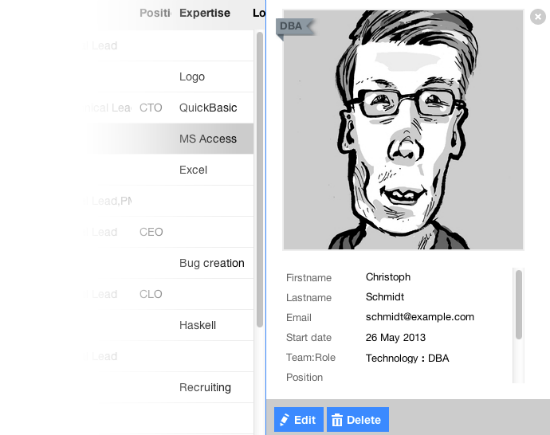 Positi Expertise Lo
Lead
Logo
cal Lea CTO QuickBasic
MS Access
Excel
Lead,PM
Lead CEO
Bug creation
Lead CLO
Haskell
Lead
Recruiting
DBA
Firstname Christoph
Lastname Schmidt
Email schmidt@example.com
Start date 26 May 2013
Team:Role Technology : DBA
Position
Edit Delete